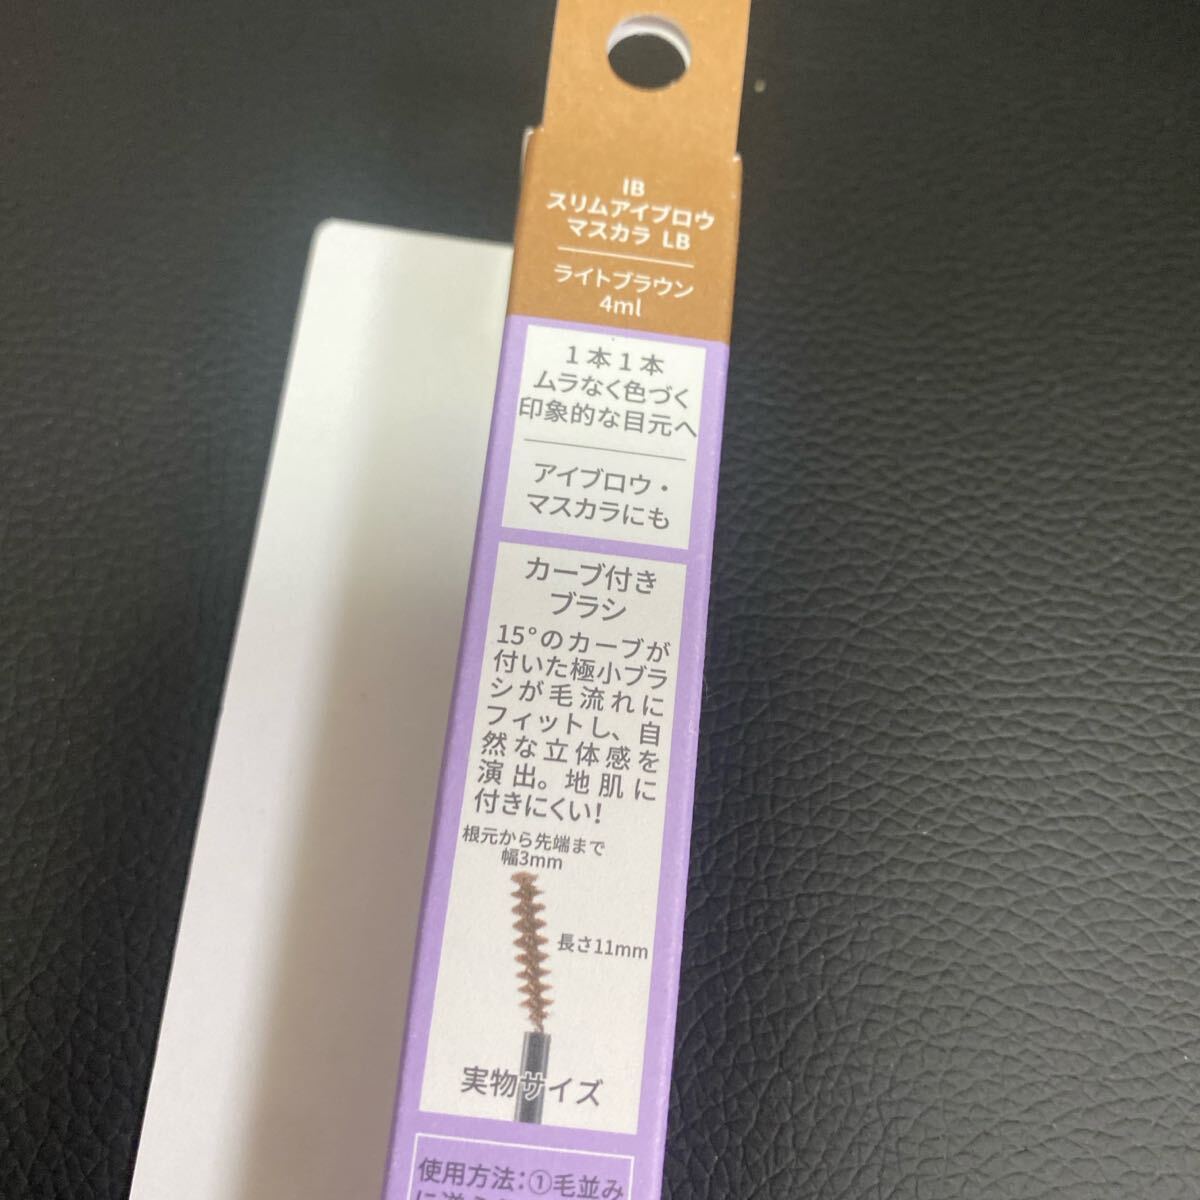 IB
スリムアイブロウ
マスカラ LB
ライトブラウン
4ml
1本1本
ムラなく色づく
印象的な目元へ
アイブロウ・
マスカラにも
カーブ付き
ブラシ
15°のカーブが
付いた極小ブラ
シが毛流れに
フィットし、自
然な立体感を
演出。地肌に
付きにくい!
根元から先端まで
幅3mm
長さ11mm
実物サイズ
使用方法:①毛並み